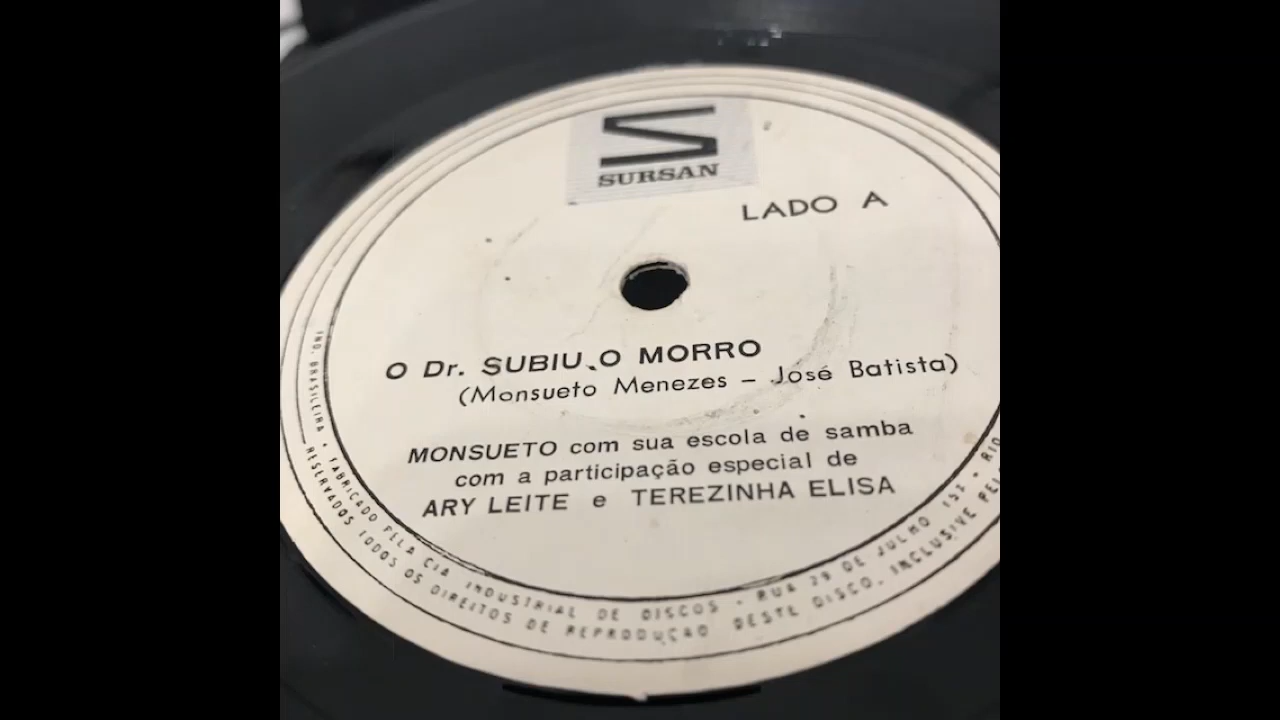 SURSAN
LADO A
O Dr. SUBIU O MORRO
(Monsueto Menezes – José Batista)
MONSUETO com sua escola de samba
com a participação especial de
ARY LEITE e TEREZINHA ELISA
IND. BRASILEIRA • FABRICADO PELA CIA INDUSTRIAL DE DISCOS - RUA 29 DE JULHO 153 - RIO
RESERVADOS TODOS OS DIREITOS DE REPRODUÇÃO DESTE DISCO, INCLUSIVE PEL